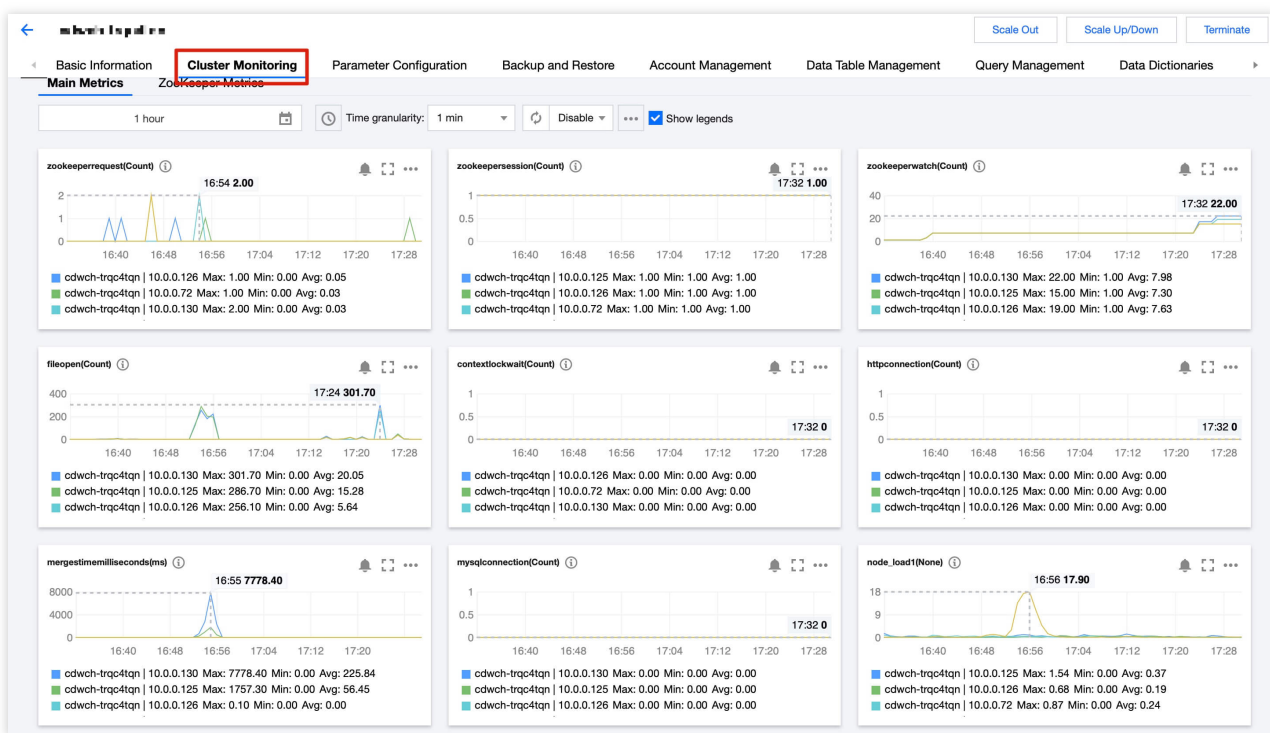 Scale Out Scale Up/Down Terminate
Basic Information Cluster Monitoring Parameter Configuration Backup and Restore Account Management Data Table Management Query Management Data Dictionaries
Main Metrics ZooKeeper Metrics
1 hour Time granularity: 1 min Disable Show legends
zookeeperrequest(Count)
16:54 2.00
2
1
0
16:40 16:48 16:56 17:04 17:12 17:20 17:28
cdwch-trqc4tqn | 10.0.0.126 Max: 1.00 Min: 0.00 Avg: 0.05
cdwch-trqc4tqn | 10.0.0.72 Max: 1.00 Min: 0.00 Avg: 0.03
cdwch-trqc4tqn | 10.0.0.130 Max: 2.00 Min: 0.00 Avg: 0.03
zookeepersession(Count)
17:32 1.00
1
0.5
0
16:40 16:48 16:56 17:04 17:12 17:20 17:28
cdwch-trqc4tqn | 10.0.0.125 Max: 1.00 Min: 1.00 Avg: 1.00
cdwch-trqc4tqn | 10.0.0.126 Max: 1.00 Min: 1.00 Avg: 1.00
cdwch-trqc4tqn | 10.0.0.72 Max: 1.00 Min: 1.00 Avg: 1.00
zookeeperwatch(Count)
17:32 22.00
40
20
0
16:40 16:48 16:56 17:04 17:12 17:20 17:28
cdwch-trqc4tqn | 10.0.0.130 Max: 22.00 Min: 1.00 Avg: 7.98
cdwch-trqc4tqn | 10.0.0.125 Max: 15.00 Min: 1.00 Avg: 7.30
cdwch-trqc4tqn | 10.0.0.126 Max: 19.00 Min: 1.00 Avg: 7.63
fileopen(Count)
17:24 301.70
400
200
0
16:40 16:48 16:56 17:04 17:12 17:20 17:28
cdwch-trqc4tqn | 10.0.0.130 Max: 301.70 Min: 0.00 Avg: 20.05
cdwch-trqc4tqn | 10.0.0.125 Max: 286.70 Min: 0.00 Avg: 15.28
cdwch-trqc4tqn | 10.0.0.126 Max: 256.10 Min: 0.00 Avg: 5.64
contextlockwait(Count)
17:32 0
1
0.5
0
16:40 16:48 16:56 17:04 17:12 17:20 17:28
cdwch-trqc4tqn | 10.0.0.126 Max: 0.00 Min: 0.00 Avg: 0.00
cdwch-trqc4tqn | 10.0.0.72 Max: 0.00 Min: 0.00 Avg: 0.00
cdwch-trqc4tqn | 10.0.0.130 Max: 0.00 Min: 0.00 Avg: 0.00
httpconnection(Count)
17:32 0
1
0.5
0
16:40 16:48 16:56 17:04 17:12 17:20 17:28
cdwch-trqc4tqn | 10.0.0.130 Max: 0.00 Min: 0.00 Avg: 0.00
cdwch-trqc4tqn | 10.0.0.125 Max: 0.00 Min: 0.00 Avg: 0.00
cdwch-trqc4tqn | 10.0.0.126 Max: 0.00 Min: 0.00 Avg: 0.00
mergestimemilliseconds(ms)
16:55 7778.40
8000
4000
0
16:40 16:48 16:56 17:04 17:12 17:20
cdwch-trqc4tqn | 10.0.0.130 Max: 7778.40 Min: 0.00 Avg: 225.84
cdwch-trqc4tqn | 10.0.0.125 Max: 1757.30 Min: 0.00 Avg: 56.45
cdwch-trqc4tqn | 10.0.0.126 Max: 0.10 Min: 0.00 Avg: 0.00
mysqlconnection(Count)
17:32 0
1
0.5
0
16:40 16:48 16:56 17:04 17:12 17:20 17:28
cdwch-trqc4tqn | 10.0.0.130 Max: 0.00 Min: 0.00 Avg: 0.00
cdwch-trqc4tqn | 10.0.0.125 Max: 0.00 Min: 0.00 Avg: 0.00
cdwch-trqc4tqn | 10.0.0.126 Max: 0.00 Min: 0.00 Avg: 0.00
node_load1(None)
16:56 17.90
18
9
0
16:40 16:48 16:56 17:04 17:12 17:20 17:28
cdwch-trqc4tqn | 10.0.0.125 Max: 1.54 Min: 0.00 Avg: 0.37
cdwch-trqc4tqn | 10.0.0.126 Max: 0.68 Min: 0.00 Avg: 0.19
cdwch-trqc4tqn | 10.0.0.72 Max: 0.87 Min: 0.00 Avg: 0.24